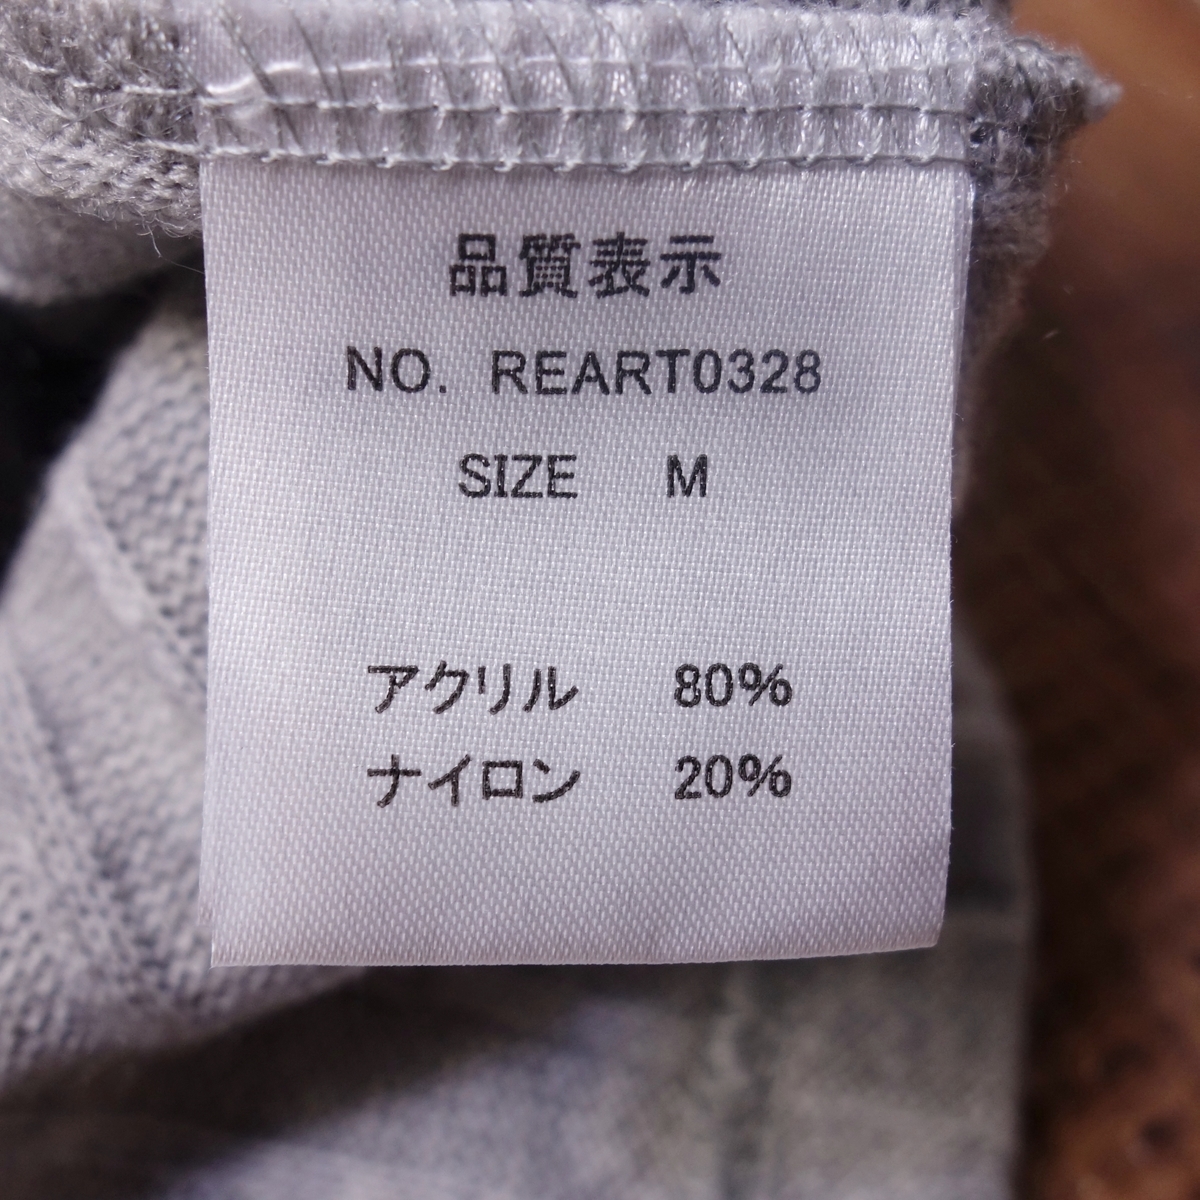 品質表示
NO. REART0328
SIZE M
アクリル 80%
ナイロン 20%